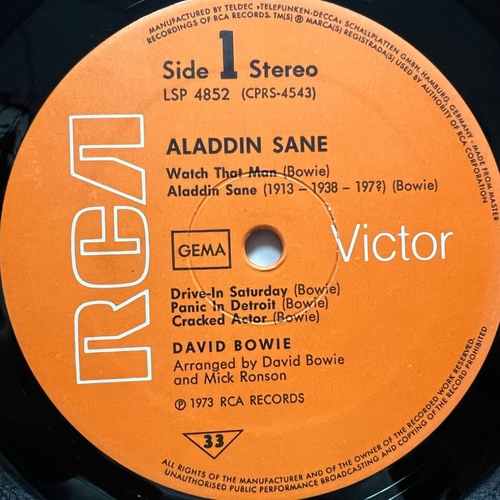 MANUFACTURED BY TELDEC »TELEFUNKEN-DECCA« SCHALLPLATTEN GMBH, HAMBURG, GERMANY · MADE FROM MASTER
RECORDINGS OF RCA RECORDS. TM(S) ® MARCA(S) REGISTRADA(S) USED BY AUTHORITY OF RCA CORPORATION
Side 1 Stereo
LSP 4852 (CPRS-4543)
RCA
ALADDIN SANE
Watch That Man (Bowie)
Aladdin Sane (1913 – 1938 – 197?) (Bowie)
GEMA
Victor
Drive-In Saturday (Bowie)
Panic in Detroit (Bowie)
Cracked Actor (Bowie)
DAVID BOWIE
Arranged by David Bowie
and Mick Ronson
℗ 1973 RCA RECORDS
33
ALL RIGHTS OF THE MANUFACTURER AND OF THE OWNER OF THE RECORDED WORK RESERVED.
UNAUTHORISED PUBLIC PERFORMANCE BROADCASTING AND COPYING OF THE RECORD PROHIBITED